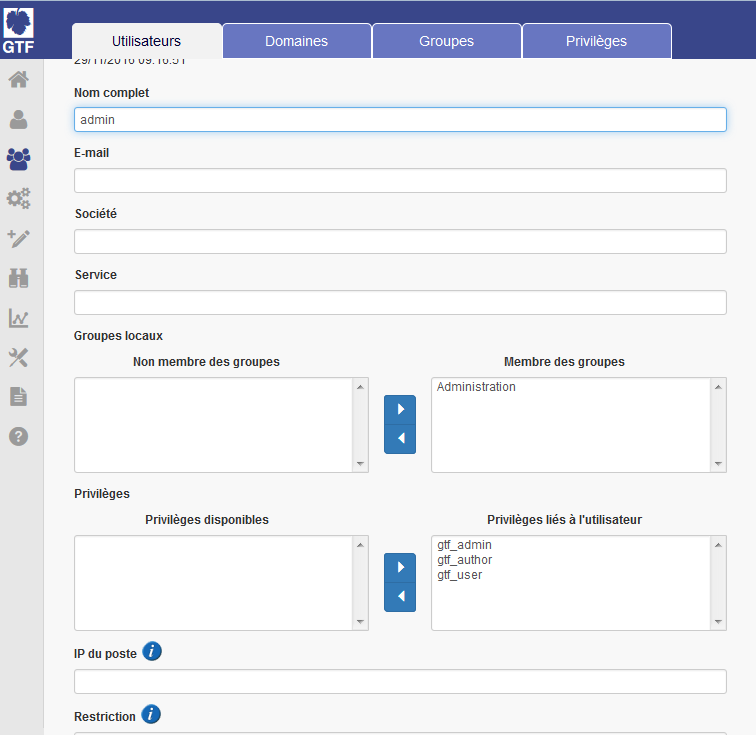 GTF
Utilisateurs Domaines Groupes Privilèges
29/11/2016 09:16:51
Nom complet
admin
E-mail
Société
Service
Groupes locaux
Non membre des groupes Membre des groupes
Administration
Privilèges
Privilèges disponibles Privilèges liés à l'utilisateur
gtf_admin
gtf_author
gtf_user
IP du poste i
Restriction i